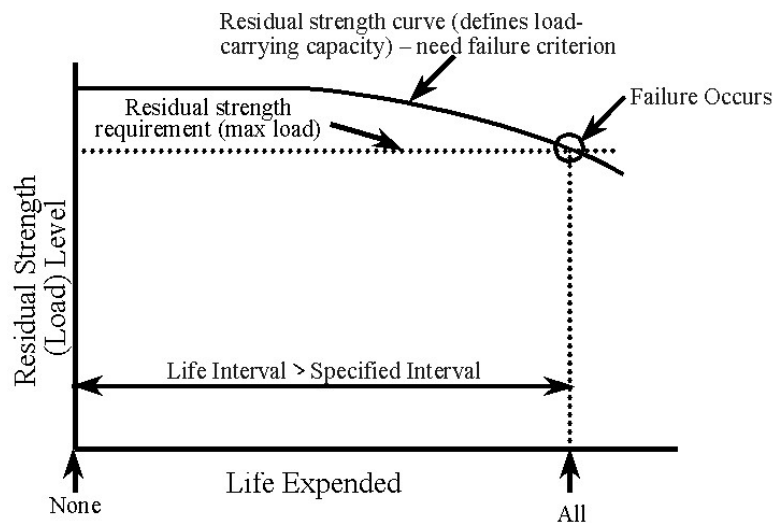 Residual strength curve (defines load-
carrying capacity) – need failure criterion
Failure Occurs
Residual strength
requirement (max load)
Residual Strength
(Load) Level
Life Interval > Specified Interval
Life Expended
None
All